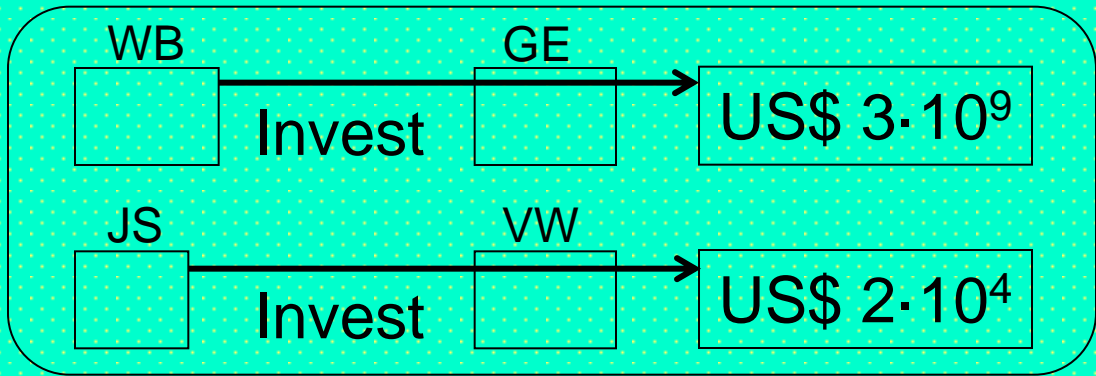 WB GE
Invest US$ 3·10⁹
JS VW
Invest US$ 2·10⁴